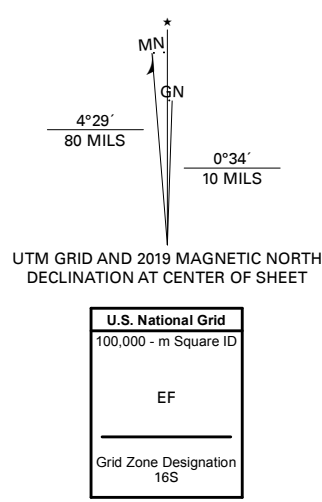 MN
GN
4°29´
80 MILS
0°34´
10 MILS
UTM GRID AND 2019 MAGNETIC NORTH
DECLINATION AT CENTER OF SHEET
U.S. National Grid
100,000 - m Square ID
EF
Grid Zone Designation
16S